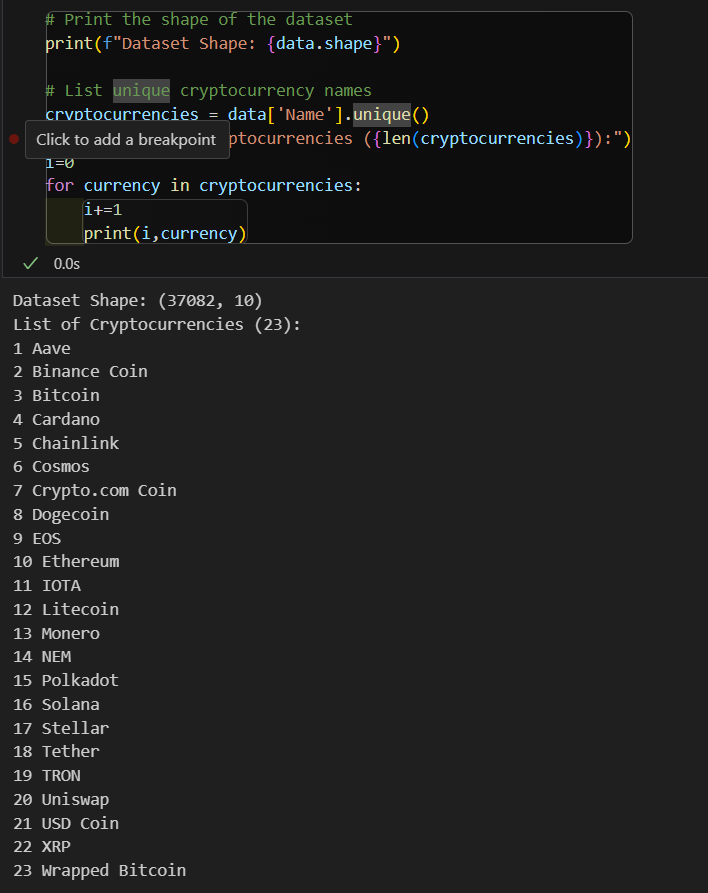 # Print the shape of the dataset
print(f"Dataset Shape: {data.shape}")
# List unique cryptocurrency names
cryptocurrencies = data['Name'].unique()
Click to add a breakpoint
ptocurrencies ({len(cryptocurrencies)}):")
i=0
for currency in cryptocurrencies:
i+=1
print(i,currency)
0.0s
Dataset Shape: (37082, 10)
List of Cryptocurrencies (23):
1 Aave
2 Binance Coin
3 Bitcoin
4 Cardano
5 Chainlink
6 Cosmos
7 Crypto.com Coin
8 Dogecoin
9 EOS
10 Ethereum
11 IOTA
12 Litecoin
13 Monero
14 NEM
15 Polkadot
16 Solana
17 Stellar
18 Tether
19 TRON
20 Uniswap
21 USD Coin
22 XRP
23 Wrapped Bitcoin